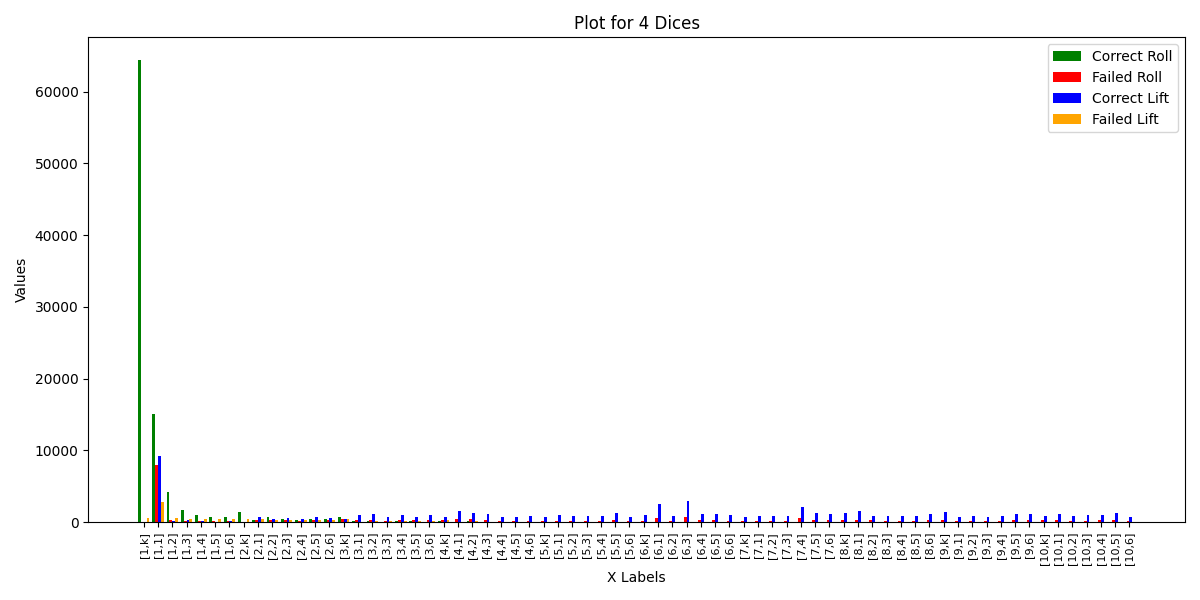 Plot for 4 Dices
Correct Roll
Failed Roll
Correct Lift
Failed Lift
60000
50000
40000
30000
20000
10000
0
Values
[1,k] [1,1] [1,2] [1,3] [1,4] [1,5] [1,6] [2,k] [2,1] [2,2] [2,3] [2,4] [2,5] [2,6] [3,k] [3,1] [3,2] [3,3] [3,4] [3,5] [3,6] [4,k] [4,1] [4,2] [4,3] [4,4] [4,5] [4,6] [5,k] [5,1] [5,2] [5,3] [5,4] [5,5] [5,6] [6,k] [6,1] [6,2] [6,3] [6,4] [6,5] [6,6] [7,k] [7,1] [7,2] [7,3] [7,4] [7,5] [7,6] [8,k] [8,1] [8,2] [8,3] [8,4] [8,5] [8,6] [9,k] [9,1] [9,2] [9,3] [9,4] [9,5] [9,6] [10,k] [10,1] [10,2] [10,3] [10,4] [10,5] [10,6]
X Labels